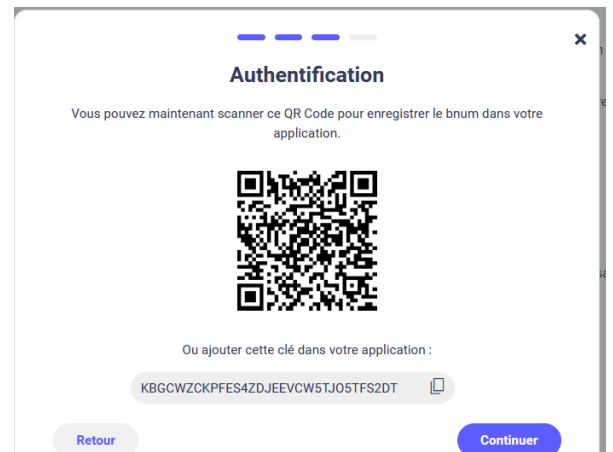 Authentification
Vous pouvez maintenant scanner ce QR Code pour enregistrer le bnum dans votre
application.
Ou ajouter cette clé dans votre application :
KBGCWZCKPFES4ZDJEEVCW5TJO5TFS2DT
Retour
Continuer